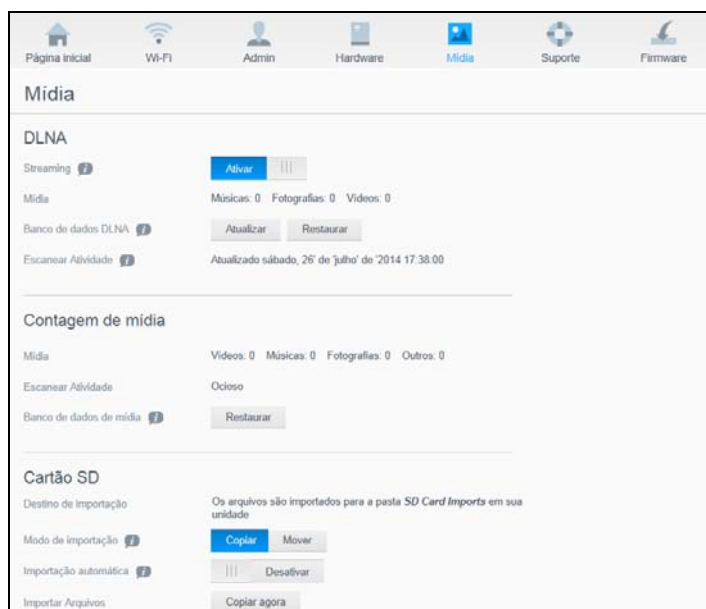 Página inicial Wi-Fi Admin Hardware Mídia Suporte Firmware
Mídia
DLNA
Streaming Ativar
Mídia Músicas: 0 Fotografias: 0 Vídeos: 0
Banco de dados DLNA Atualizar Restaurar
Escanear Atividade Atualizado sábado, 26' de 'julho' de '2014 17:38:00
Contagem de mídia
Mídia Vídeos: 0 Músicas: 0 Fotografias: 0 Outros: 0
Escanear Atividade Ocioso
Banco de dados de mídia Restaurar
Cartão SD
Destino de importação Os arquivos são importados para a pasta SD Card Imports em sua
unidade
Modo de importação Copiar Mover
Importação automática Desativar
Importar Arquivos Copiar agora